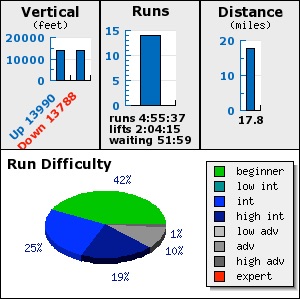 Vertical
(feet)
20000
10000
0
Up 13990
Down 13788
Runs
15
10
5
0
runs 4:55:37
lifts 2:04:15
waiting 51:59
Distance
(miles)
20
10
0
17.8
Run Difficulty
42%
25%
19%
10%
1%
beginner
low int
int
high int
low adv
adv
high adv
expert